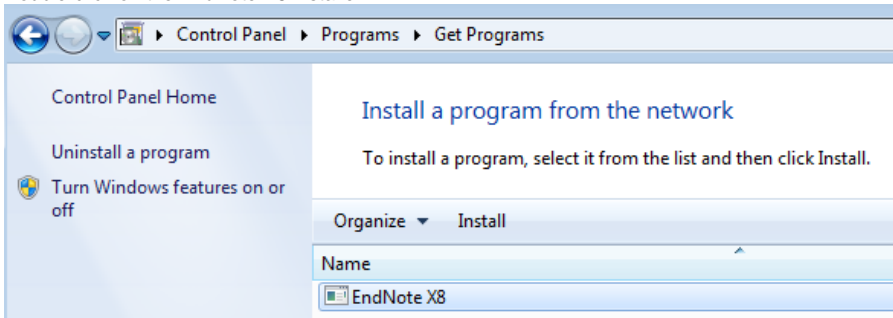 Control Panel ▸ Programs ▸ Get Programs
Control Panel Home
Uninstall a program
Turn Windows features on or
off
Install a program from the network
To install a program, select it from the list and then click Install.
Organize Install
Name
EndNote X8